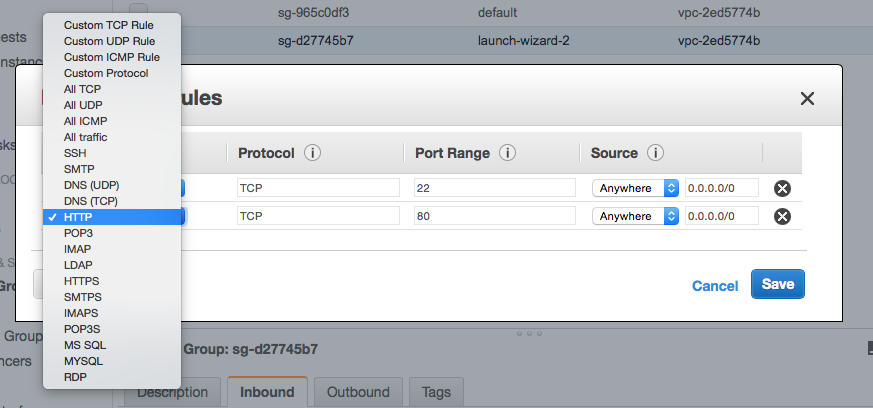 sg-965c0df3 default vpc-2ed5774b
sg-d27745b7 launch-wizard-2 vpc-2ed5774b
Custom TCP Rule
Custom UDP Rule
Custom ICMP Rule
Custom Protocol
All TCP
All UDP
All ICMP
All traffic
SSH
SMTP
DNS (UDP)
DNS (TCP)
✓ HTTP
POP3
IMAP
LDAP
HTTPS
SMTPS
IMAPS
POP3S
MS SQL
MYSQL
RDP
ules
Protocol i Port Range i Source i
TCP 22 Anywhere 0.0.0.0/0
TCP 80 Anywhere 0.0.0.0/0
Cancel Save
Group: sg-d27745b7
Description Inbound Outbound Tags
ests
nstanc
sks
& S
Gro
Group
ncers